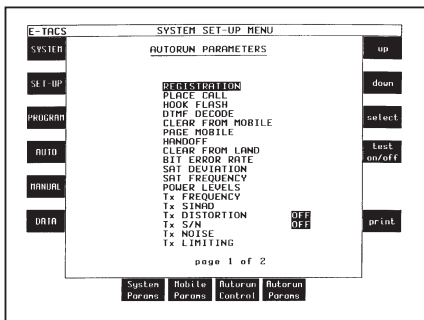 E-TACS SYSTEM SET-UP MENU
SYSTEM
SET-UP
PROGRAM
AUTO
MANUAL
DATA
AUTORUN PARAMETERS
REGISTRATION
PLACE CALL
HOOK FLASH
DTMF DECODE
CLEAR FROM MOBILE
PAGE MOBILE
HANDOFF
CLEAR FROM LAND
BIT ERROR RATE
SAT DEVIATION
SAT FREQUENCY
POWER LEVELS
Tx FREQUENCY
Tx SINAD
Tx DISTORTION OFF
Tx S/N OFF
Tx NOISE
Tx LIMITING
page 1 of 2
up
down
select
test
on/off
print
System Params
Mobile Params
Autorun Control
Autorun Params